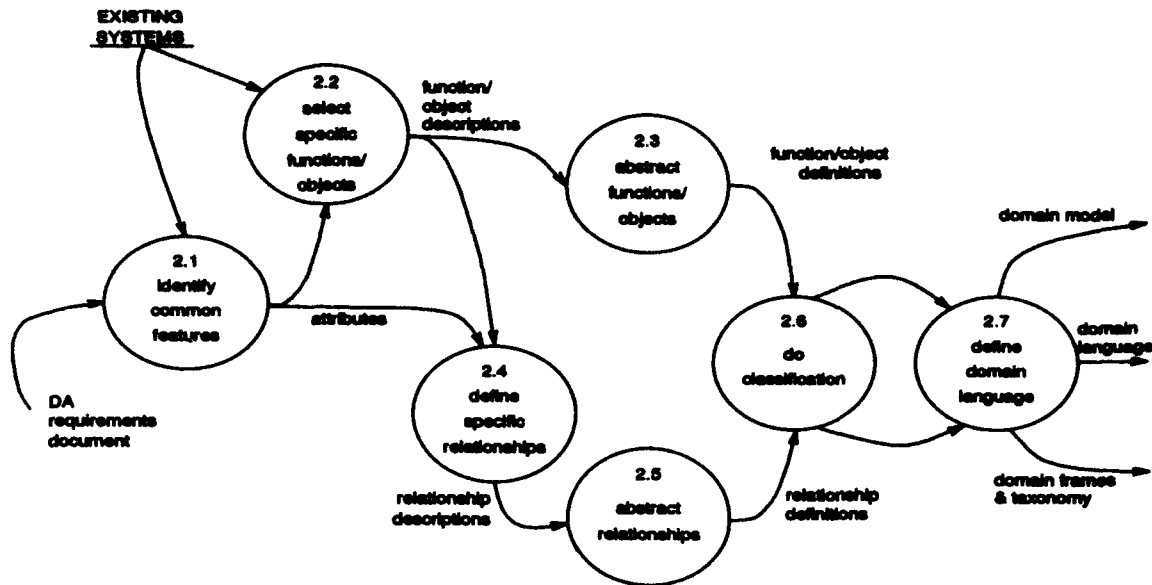 EXISTING
SYSTEMS
2.2
select
specific
functions/
objects
function/
object
descriptions
2.3
abstract
functions/
objects
function/object
definitions
2.1
identify
common
features
attributes
DA
requirements
document
2.4
define
specific
relationships
relationship
descriptions
2.5
abstract
relationships
relationship
definitions
2.6
do
classification
2.7
define
domain
language
domain model
domain
language
domain frames
& taxonomy